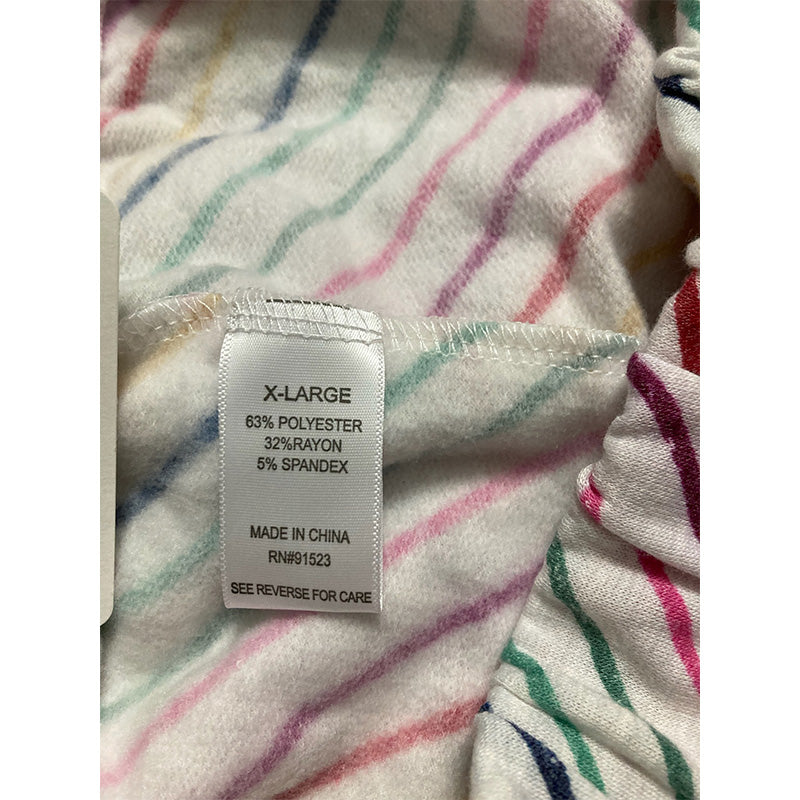 X-LARGE
63% POLYESTER
32%RAYON
5% SPANDEX
MADE IN CHINA
RN#91523
SEE REVERSE FOR CARE